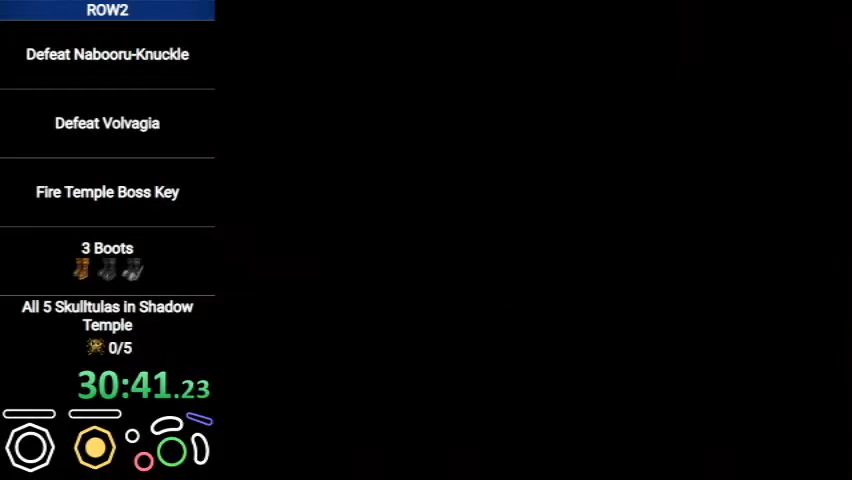 ROW2
Defeat Nabooru-Knuckle
Defeat Volvagia
Fire Temple Boss Key
3 Boots
All 5 Skulltulas in Shadow
Temple
0/5
30:41.23